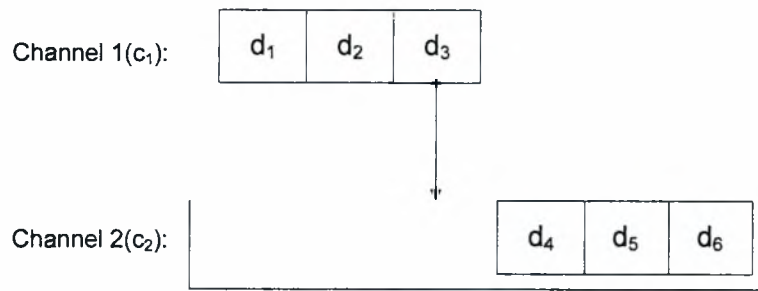 Channel 1(c₁): d₁ d₂ d₃
Channel 2(c₂): d₄ d₅ d₆